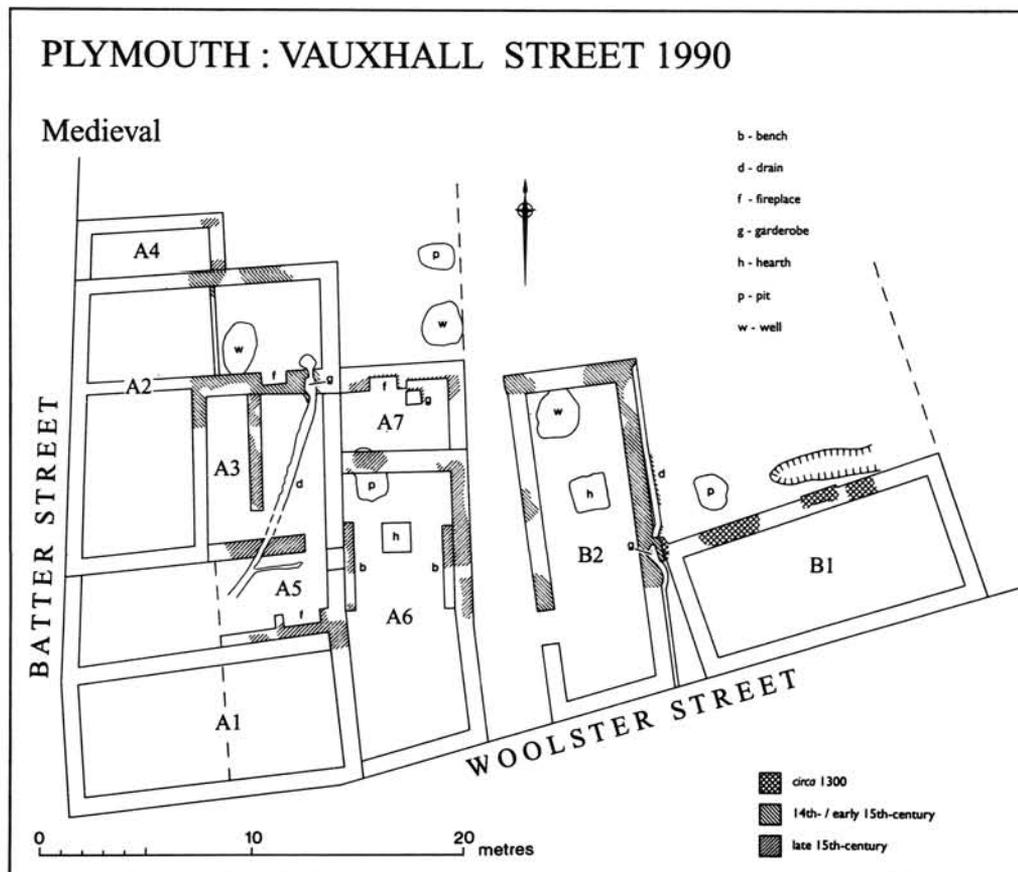 PLYMOUTH : VAUXHALL STREET 1990
Medieval
b - bench
d - drain
f - fireplace
g - garderobe
h - hearth
p - pit
w - well
A4
p
w
w
A2
f
g
f
g
A7
w
A3
d
p
h
h
d
p
B1
b
b
B2
g
A5
f
A6
A1
BATTER STREET
WOOLSTER STREET
circa 1300
14th- / early 15th-century
late 15th-century
0 10 20 metres